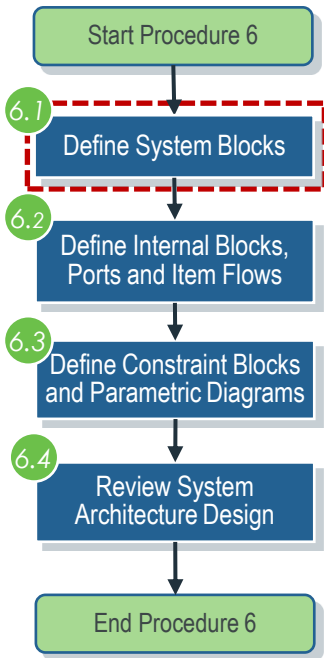 Start Procedure 6
6.1
Define System Blocks
6.2
Define Internal Blocks,
Ports and Item Flows
6.3
Define Constraint Blocks
and Parametric Diagrams
6.4
Review System
Architecture Design
End Procedure 6